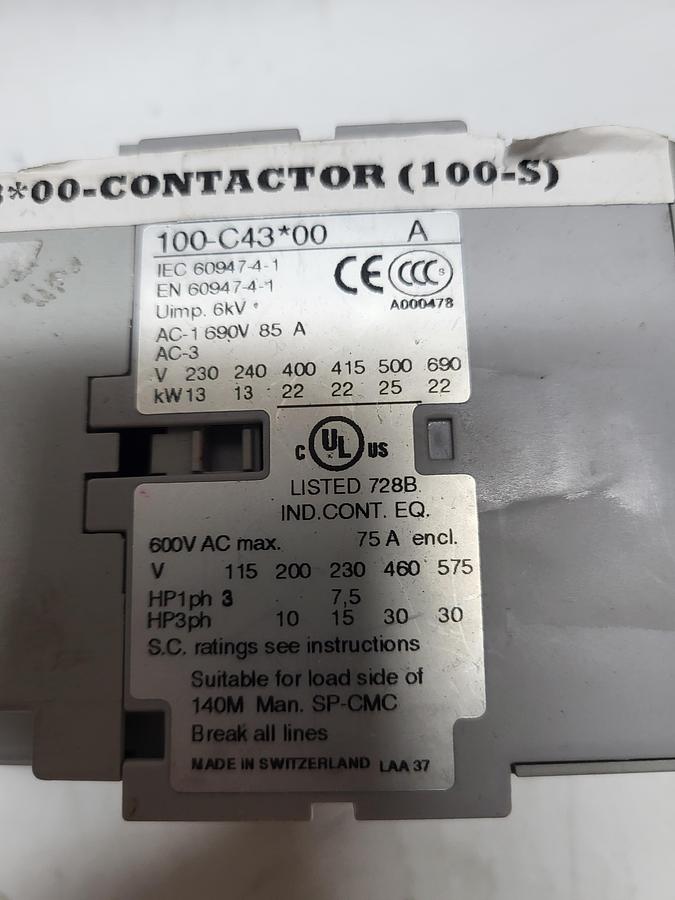 *00-CONTACTOR (100-S)
100-C43*00 A
IEC 60947-4-1
EN 60947-4-1
CE CCC S
Uimp. 6kV
A000478
AC-1 690V 85 A
AC-3
V 230 240 400 415 500 690
kW 13 13 22 22 25 22
C UL US
LISTED 728B
IND.CONT. EQ.
600V AC max. 75 A encl.
V 115 200 230 460 575
HP1ph 3 7,5
HP3ph 10 15 30 30
S.C. ratings see instructions
Suitable for load side of
140M Man. SP-CMC
Break all lines
MADE IN SWITZERLAND LAA 37